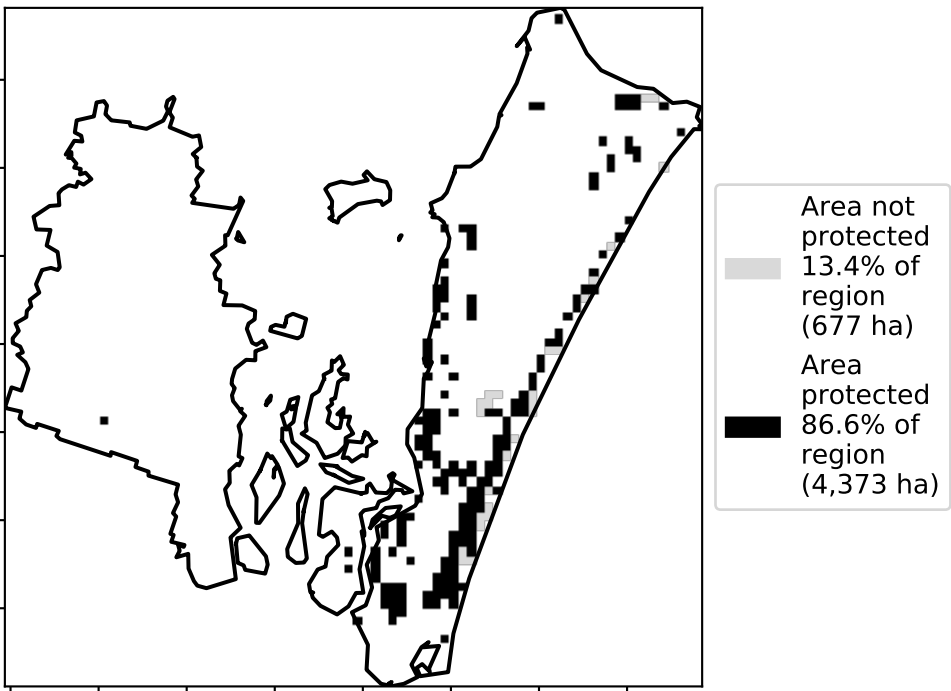 Area not
protected
13.4% of
region
(677 ha)
Area
protected
86.6% of
region
(4,373 ha)